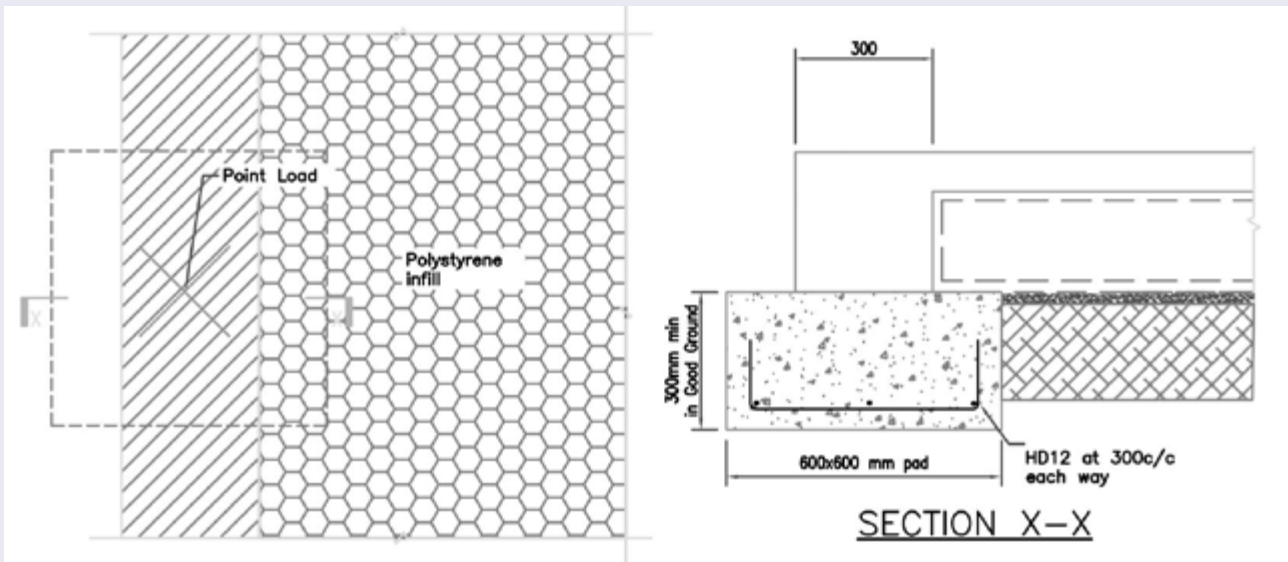 Point Load
Polystyrene
infill
X
X
300
300mm min
in Good Ground
600x600 mm pad
HD12 at 300c/c
each way
SECTION X-X